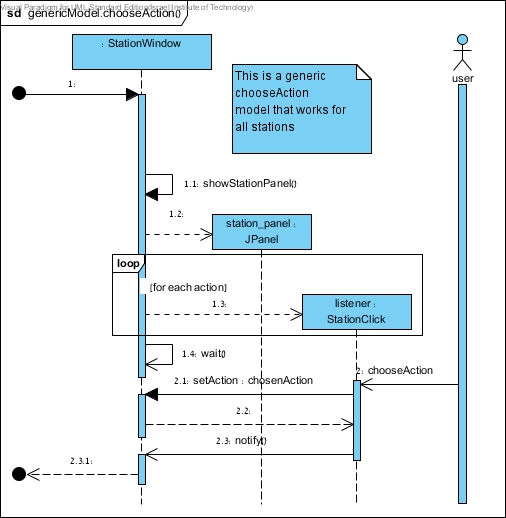 Visual Paradigm for UML Standard Edition(Israel Institute of Technology)
sd genericModel.chooseAction()
: StationWindow
This is a generic
chooseAction
model that works for
all stations
user
1:
1.1: showStationPanel()
1.2:
station_panel :
JPanel
loop
[for each action]
1.3:
listener :
StationClick
1.4: wait()
2: chooseAction
2.1: setAction : chosenAction
2.2:
2.3: notify()
2.3.1: